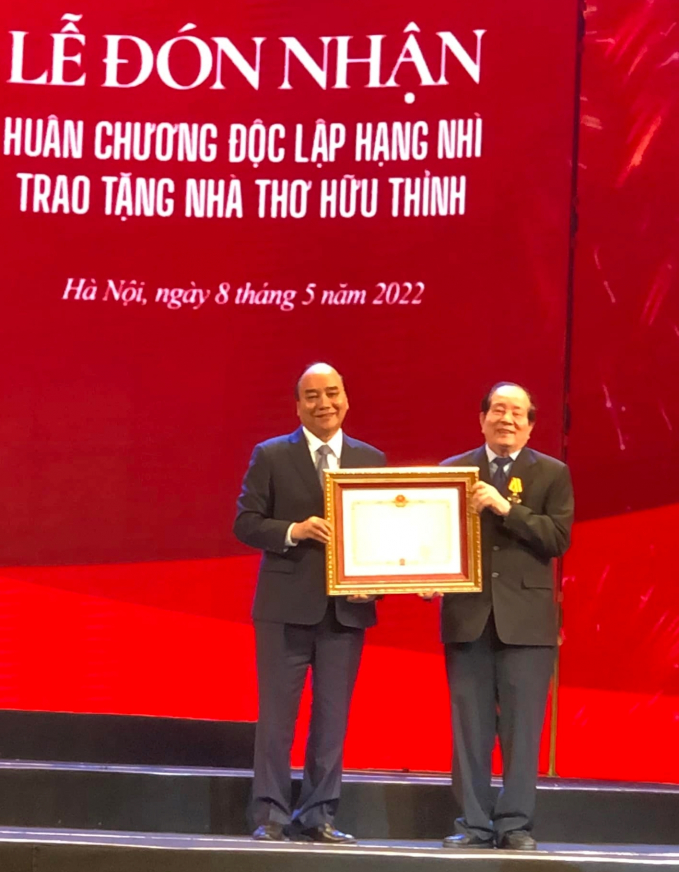 LỄ ĐÓN NHẬN
HUÂN CHƯƠNG ĐỘC LẬP HẠNG NHÌ
TRAO TẶNG NHÀ THƠ HỮU THỈNH
Hà Nội, ngày 8 tháng 5 năm 2022